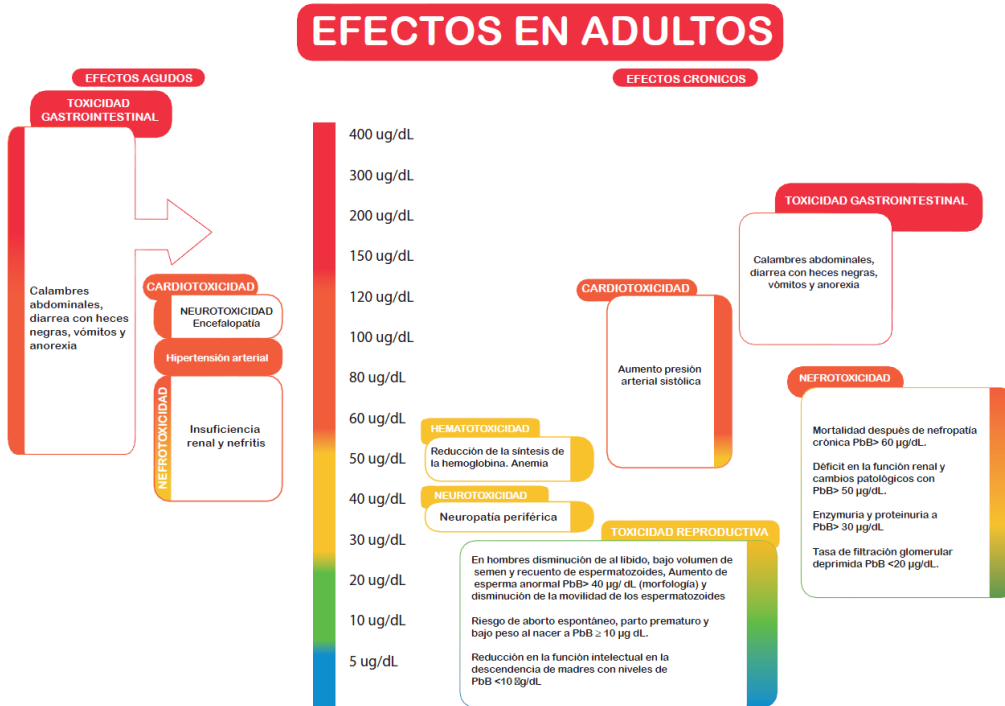 EFECTOS EN ADULTOS
EFECTOS AGUDOS
TOXICIDAD
GASTROINTESTINAL
Calambres
abdominales,
diarrea con heces
negras, vómitos y
anorexia
CARDIOTOXICIDAD
NEUROTOXICIDAD
Encefalopatía
Hipertensión arterial
NEFROTOXICIDAD
Insuficiencia
renal y nefritis
400 ug/dL
300 ug/dL
200 ug/dL
150 ug/dL
120 ug/dL
100 ug/dL
80 ug/dL
60 ug/dL
50 ug/dL
40 ug/dL
30 ug/dL
20 ug/dL
10 ug/dL
5 ug/dL
EFECTOS CRONICOS
HEMATOTOXICIDAD
Reducción de la síntesis de
la hemoglobina. Anemia
NEUROTOXICIDAD
Neuropatía periférica
CARDIOTOXICIDAD
Aumento presión
arterial sistólica
TOXICIDAD GASTROINTESTINAL
Calambres abdominales,
diarrea con heces negras,
vómitos y anorexia
NEFROTOXICIDAD
Mortalidad después de nefropatía
crónica PbB> 60 µg/dL.
Déficit en la función renal y
cambios patológicos con
PbB> 50 µg/dL.
Enzymuria y proteinuria a
PbB> 30 µg/dL
Tasa de filtración glomerular
deprimida PbB <20 µg/dL.
TOXICIDAD REPRODUCTIVA
En hombres disminución de al libido, bajo volumen de
semen y recuento de espermatozoides, Aumento de
esperma anormal PbB> 40 µg/ dL (morfología) y
disminución de la movilidad de los espermatozoides
Riesgo de aborto espontáneo, parto prematuro y
bajo peso al nacer a PbB ≥ 10 µg dL.
Reducción en la función intelectual en la
descendencia de madres con niveles de
PbB <10 g/dL